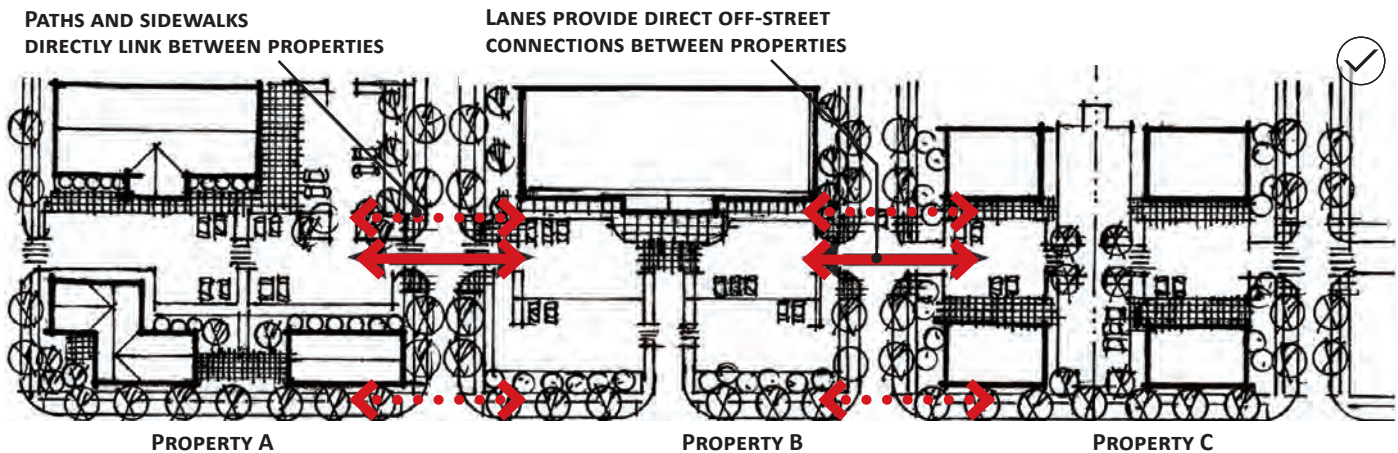 PATHS AND SIDEWALKS
DIRECTLY LINK BETWEEN PROPERTIES
LANES PROVIDE DIRECT OFF-STREET
CONNECTIONS BETWEEN PROPERTIES
PROPERTY A
PROPERTY B
PROPERTY C